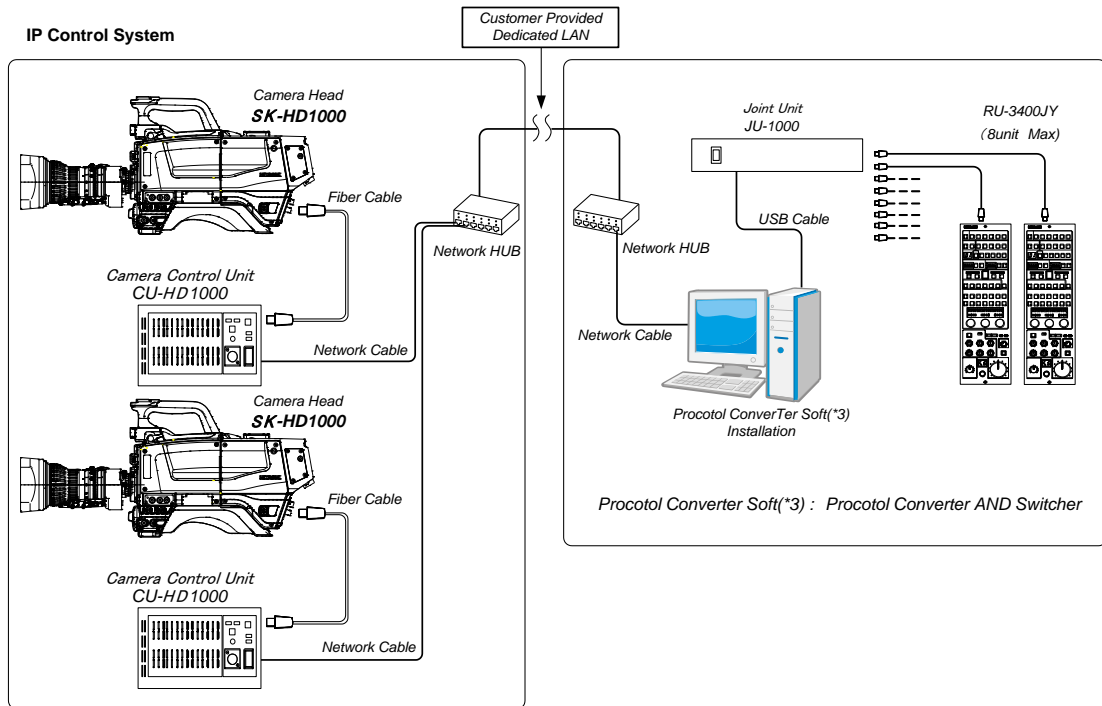 IP Control System
Customer Provided
Dedicated LAN
Camera Head
SK-HD1000
Fiber Cable
Network HUB
Camera Control Unit
CU-HD1000
Network Cable
Camera Head
SK-HD1000
Fiber Cable
Camera Control Unit
CU-HD1000
Network Cable
Joint Unit
JU-1000
RU-3400JY
(8unit Max)
USB Cable
Network HUB
Network Cable
Procotol ConverTer Soft(*3)
Installation
Procotol Converter Soft(*3) : Procotol Converter AND Switcher